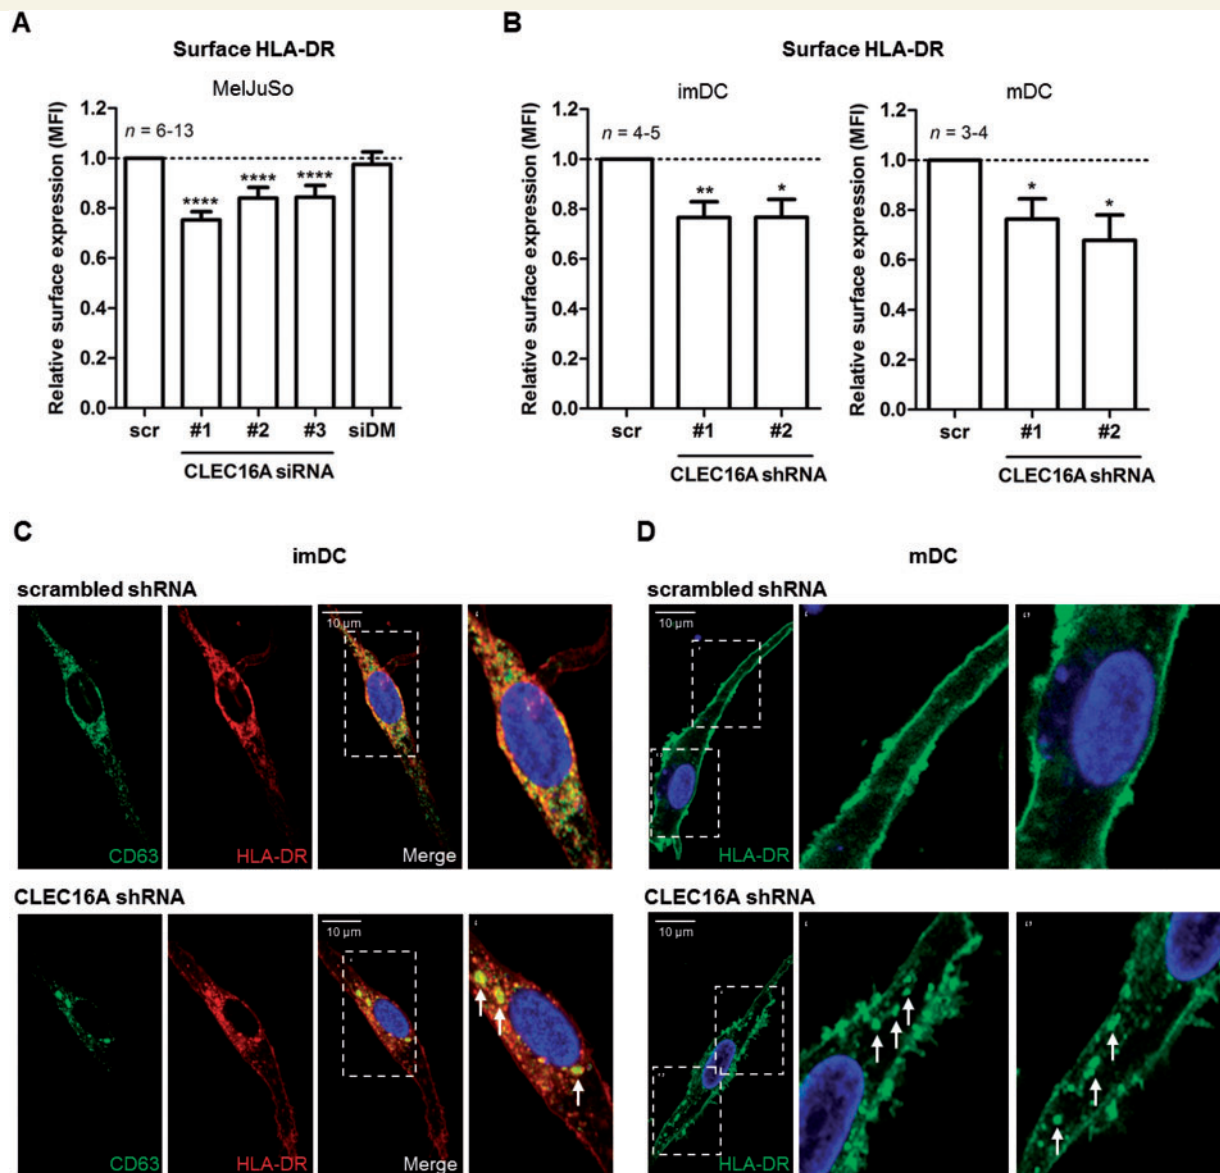 A
Surface HLA-DR
MelJuSo
Relative surface expression (MFI)
1.2
1.0
0.8
0.6
0.4
0.2
0.0
n = 6-13
****
****
****
scr
#1
#2
#3
siDM
CLEC16A siRNA
B
Surface HLA-DR
imDC
Relative surface expression (MFI)
1.2
1.0
0.8
0.6
0.4
0.2
0.0
n = 4-5
**
*
scr
#1
#2
CLEC16A shRNA
mDC
Relative surface expression (MFI)
1.2
1.0
0.8
0.6
0.4
0.2
0.0
n = 3-4
*
*
scr
#1
#2
CLEC16A shRNA
C
imDC
scrambled shRNA
CD63
HLA-DR
10 µm
Merge
CLEC16A shRNA
CD63
HLA-DR
10 µm
Merge
D
mDC
scrambled shRNA
10 µm
HLA-DR
CLEC16A shRNA
10 µm
HLA-DR